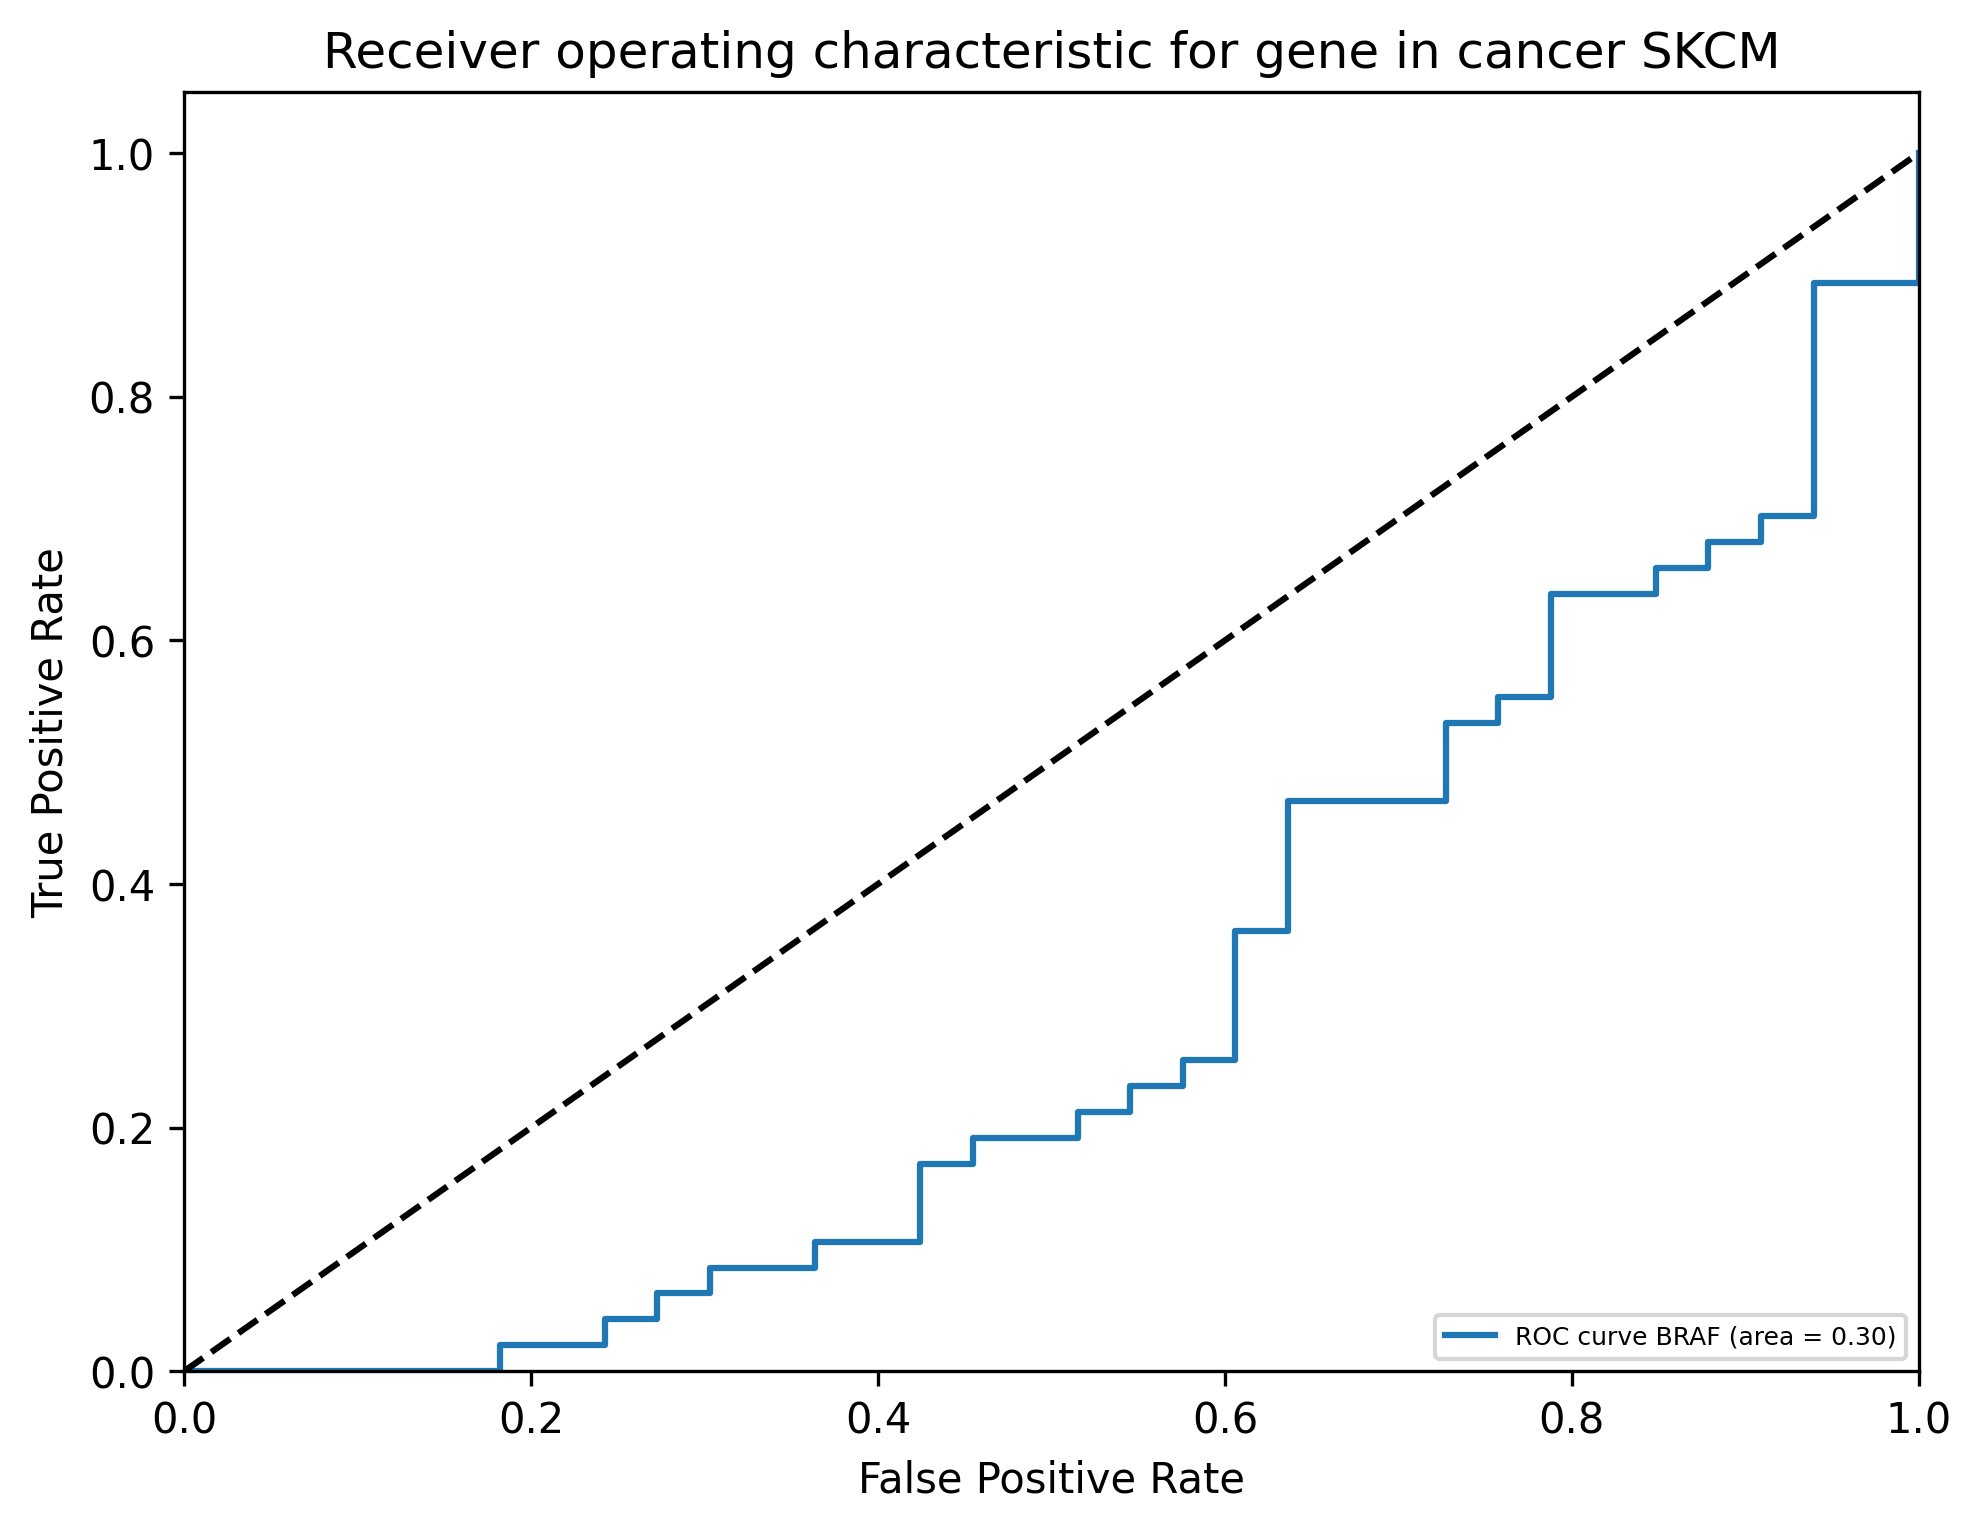 Receiver operating characteristic for gene in cancer SKCM
True Positive Rate
1.0
0.8
0.6
0.4
0.2
0.0
0.0 0.2 0.4 0.6 0.8 1.0
False Positive Rate
ROC curve BRAF (area = 0.30)